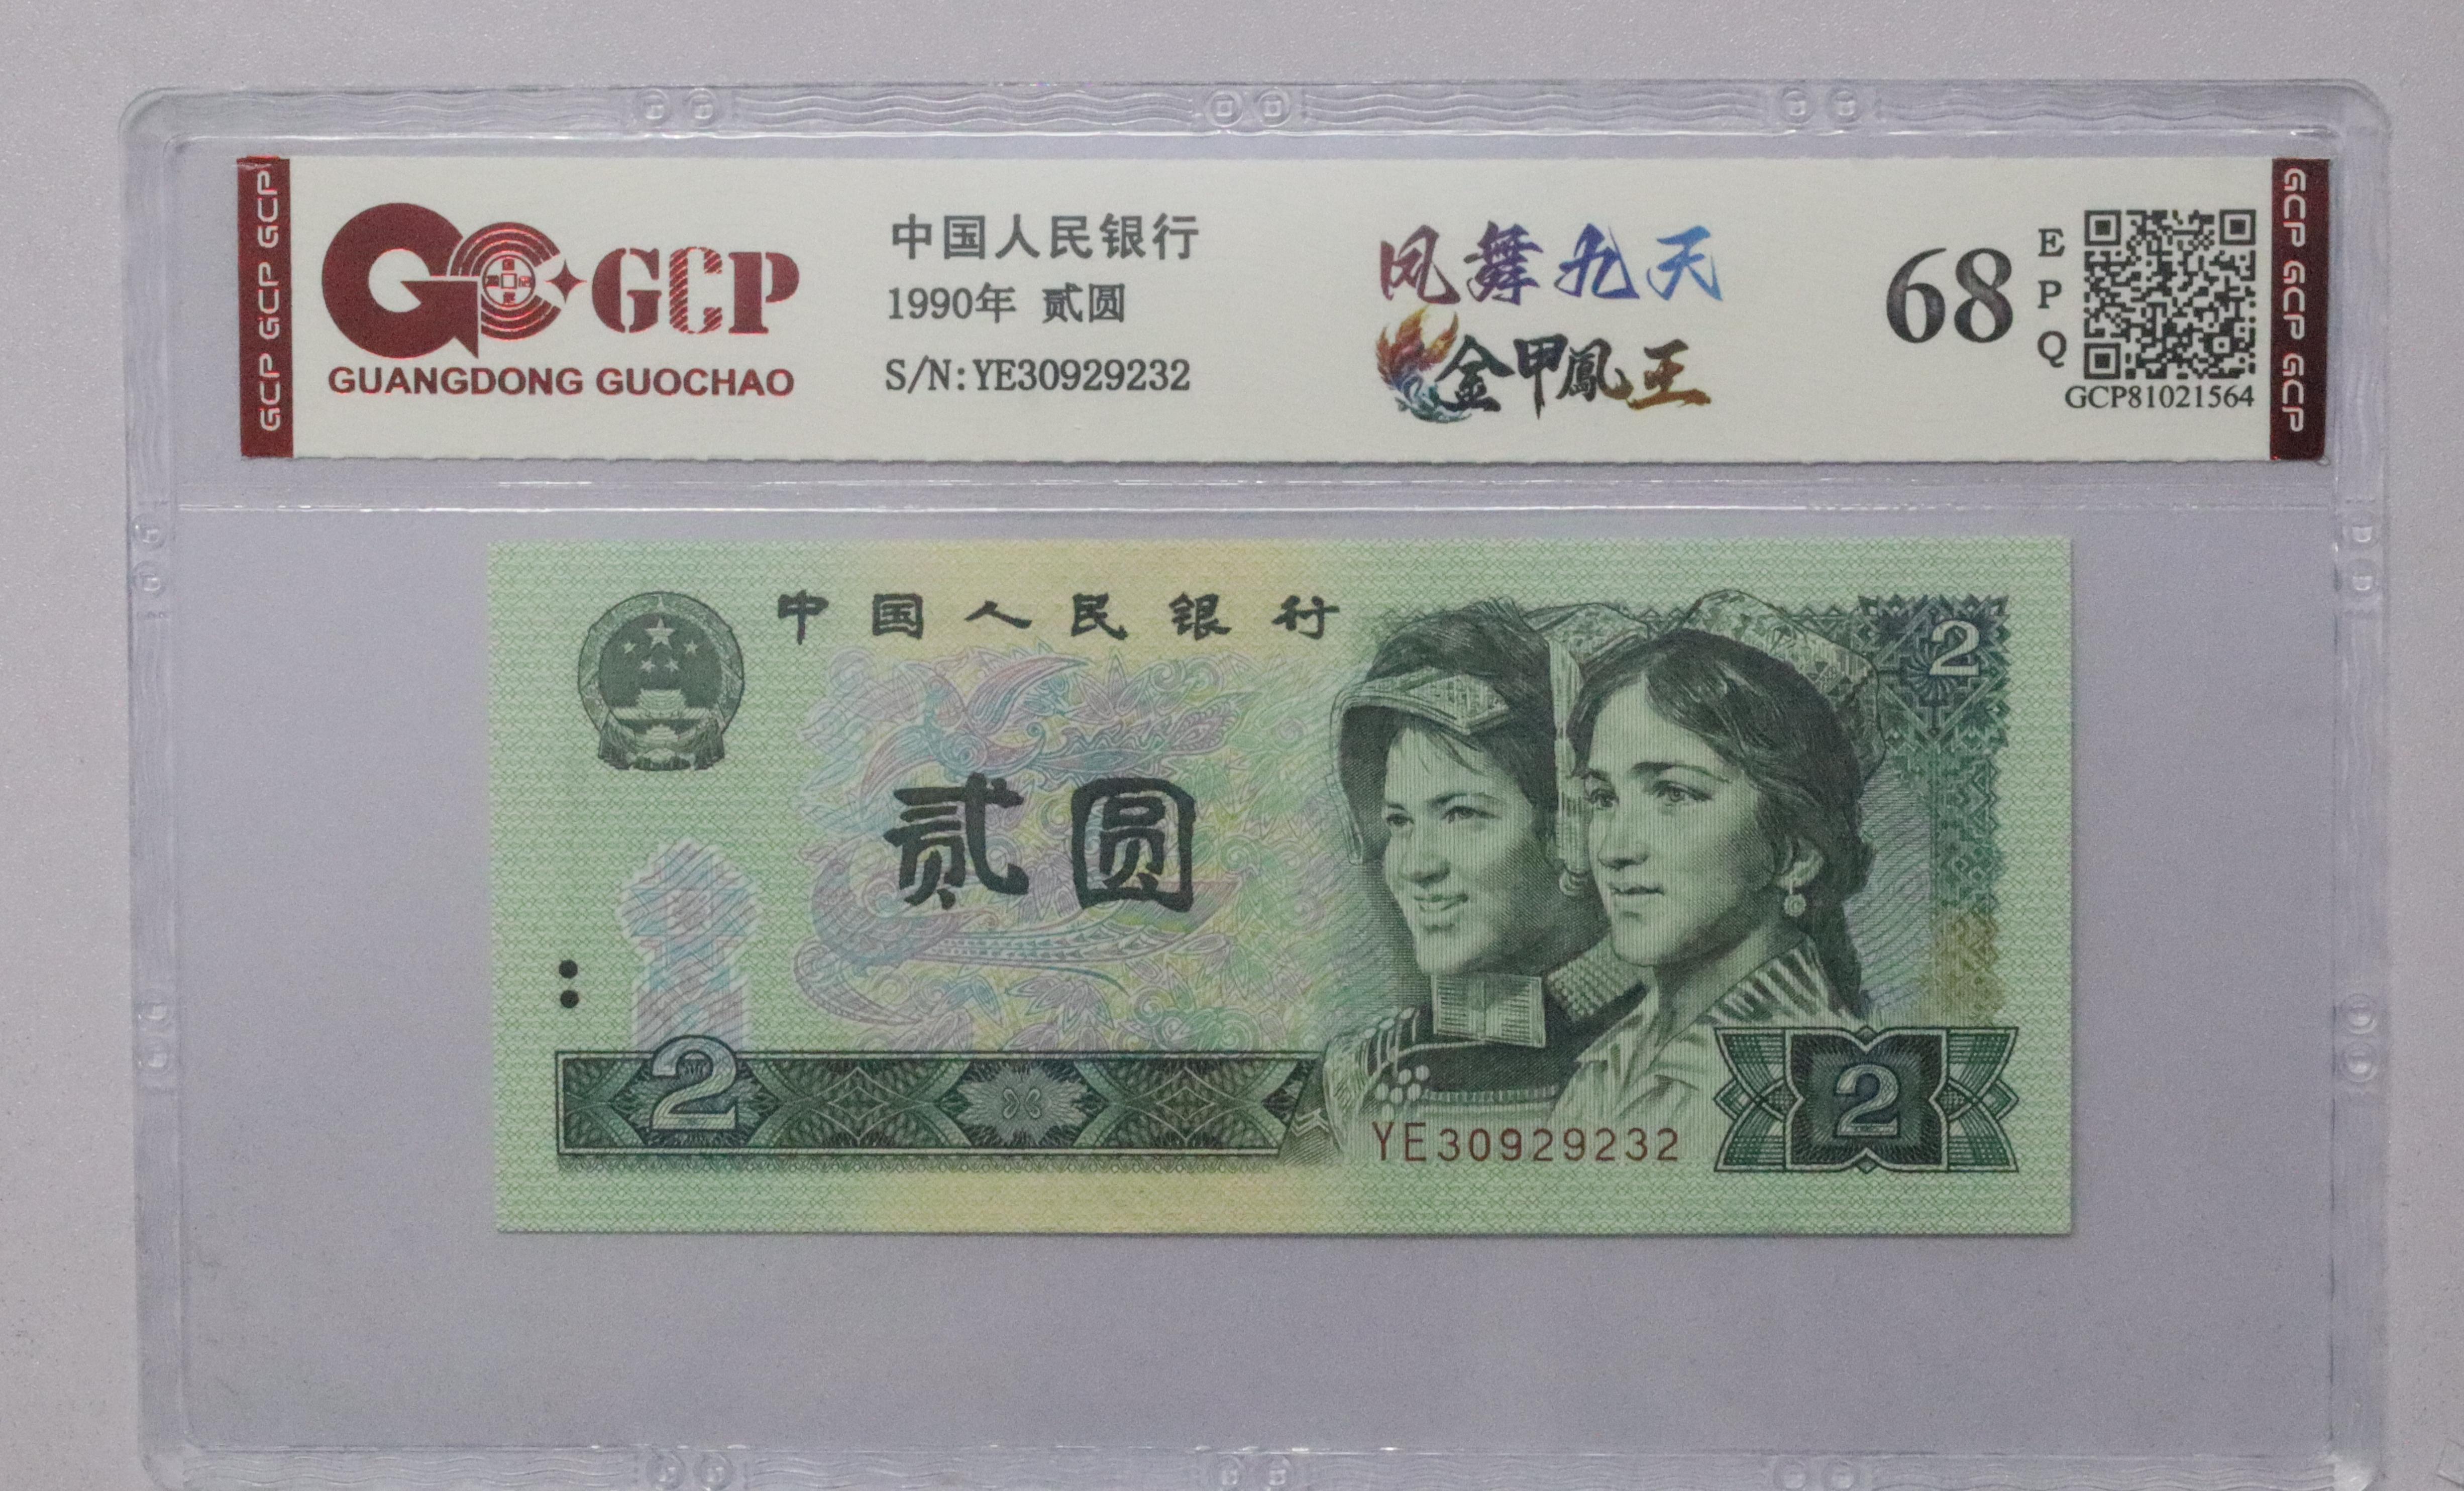 GCP GCP GCP
GCP
GUANGDONG GUOCHAO
中国人民银行
1990年 贰圆
S/N:YE30929232
凤舞九天
金甲鳳王
68
EPQ
GCP81021564
GCP GCP GCP
中国人民银行
2
贰圆
2
2
YE30929232